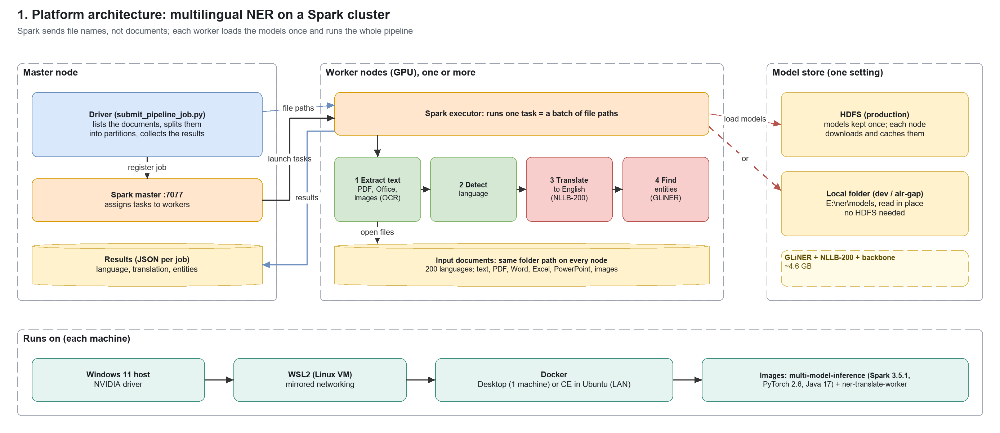 1. Platform architecture: multilingual NER on a Spark cluster
Spark sends file names, not documents; each worker loads the models once and runs the whole pipeline
Master node
Driver (submit_pipeline_job.py)
lists the documents, splits them
into partitions, collects the results
register job
Spark master :7077
assigns tasks to workers
Results (JSON per job)
language, translation, entities
file paths
launch tasks
results
Worker nodes (GPU), one or more
Spark executor: runs one task = a batch of file paths
1 Extract text
PDF, Office,
images (OCR)
2 Detect
language
3 Translate
to English
(NLLB-200)
4 Find
entities
(GLiNER)
open files
Input documents: same folder path on every node
200 languages; text, PDF, Word, Excel, PowerPoint, images
load models
or
Model store (one setting)
HDFS (production)
models kept once; each node
downloads and caches them
Local folder (dev / air-gap)
E:\ner\models, read in place
no HDFS needed
GLiNER + NLLB-200 + backbone
~4.6 GB
Runs on (each machine)
Windows 11 host
NVIDIA driver
WSL2 (Linux VM)
mirrored networking
Docker
Desktop (1 machine) or CE in Ubuntu (LAN)
Images: multi-model-inference (Spark 3.5.1,
PyTorch 2.6, Java 17) + ner-translate-worker